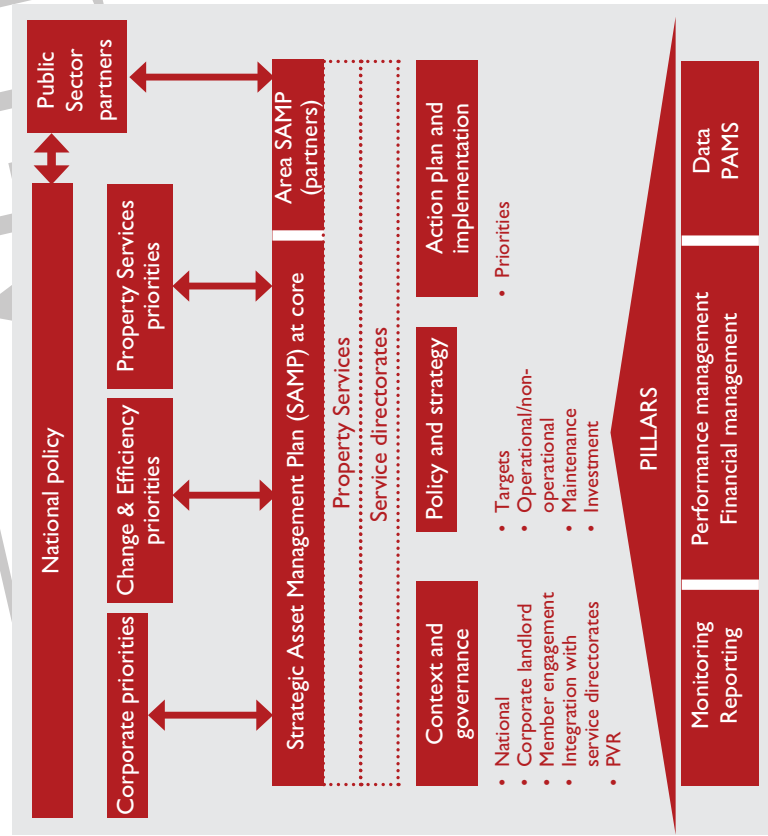 National policy
Public
Sector
partners
Corporate priorities
Change & Efficiency
priorities
Property Services
priorities
Strategic Asset Management Plan (SAMP) at core
Area SAMP
(partners)
Property Services
Service directorates
Context and
governance
• National
• Corporate landlord
• Member engagement
• Integration with
service directorates
• PVR
Policy and strategy
• Targets
• Operational/non-
operational
• Maintenance
• Investment
Action plan and
implementation
• Priorities
PILLARS
Monitoring
Reporting
Performance management
Financial management
Data
PAMS